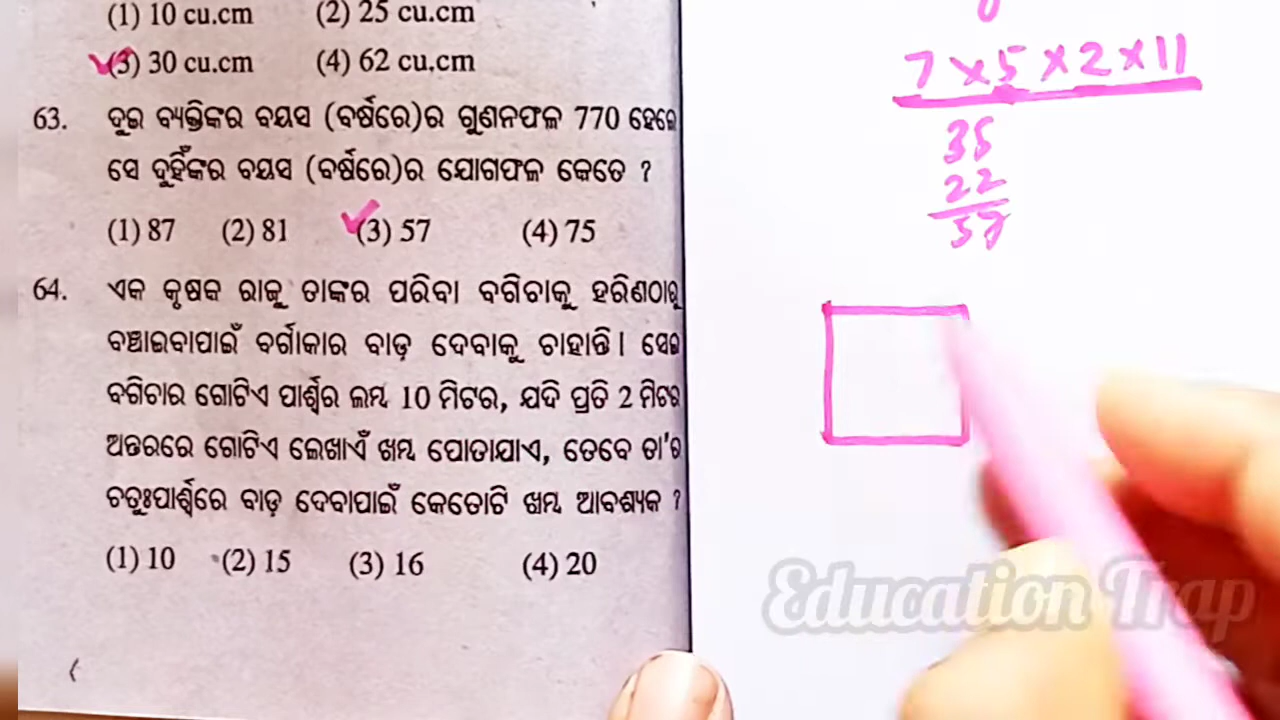 (1) 10 cu.cm (2) 25 cu.cm
(3) 30 cu.cm (4) 62 cu.cm
63. ଦୁଇ ବ୍ୟକ୍ତିଙ୍କର ବୟସ (ବର୍ଷରେ)ର ଗୁଣନଫଳ 770 ହେଲେ
ସେ ଦୁହିଁଙ୍କର ବୟସ (ବର୍ଷରେ)ର ଯୋଗଫଳ କେତେ ?
(1) 87 (2) 81 (3) 57 (4) 75
64. ଏକ କୃଷକ ରାଜୁ ତାଙ୍କର ପରିବା ବଗିଚାକୁ ହରିଣଠାରୁ
ବଞ୍ଚାଇବାପାଇଁ ବର୍ଗାକାର ବାଡ଼ ଦେବାକୁ ଚାହାନ୍ତି। ସେଇ
ବଗିଚାର ଗୋଟିଏ ପାର୍ଶ୍ୱର ଲମ୍ବ 10 ମିଟର, ଯଦି ପ୍ରତି 2 ମିଟର
ଅନ୍ତରରେ ଗୋଟିଏ ଲେଖାଏଁ ଖମ୍ବ ପୋତାଯାଏ, ତେବେ ତା'ର
ଚତୁଃପାର୍ଶ୍ୱରେ ବାଡ଼ ଦେବାପାଇଁ କେତୋଟି ଖମ୍ବ ଆବଶ୍ୟକ ?
(1) 10 (2) 15 (3) 16 (4) 20
7 × 5 × 2 × 11
35
22
57
Education Trap